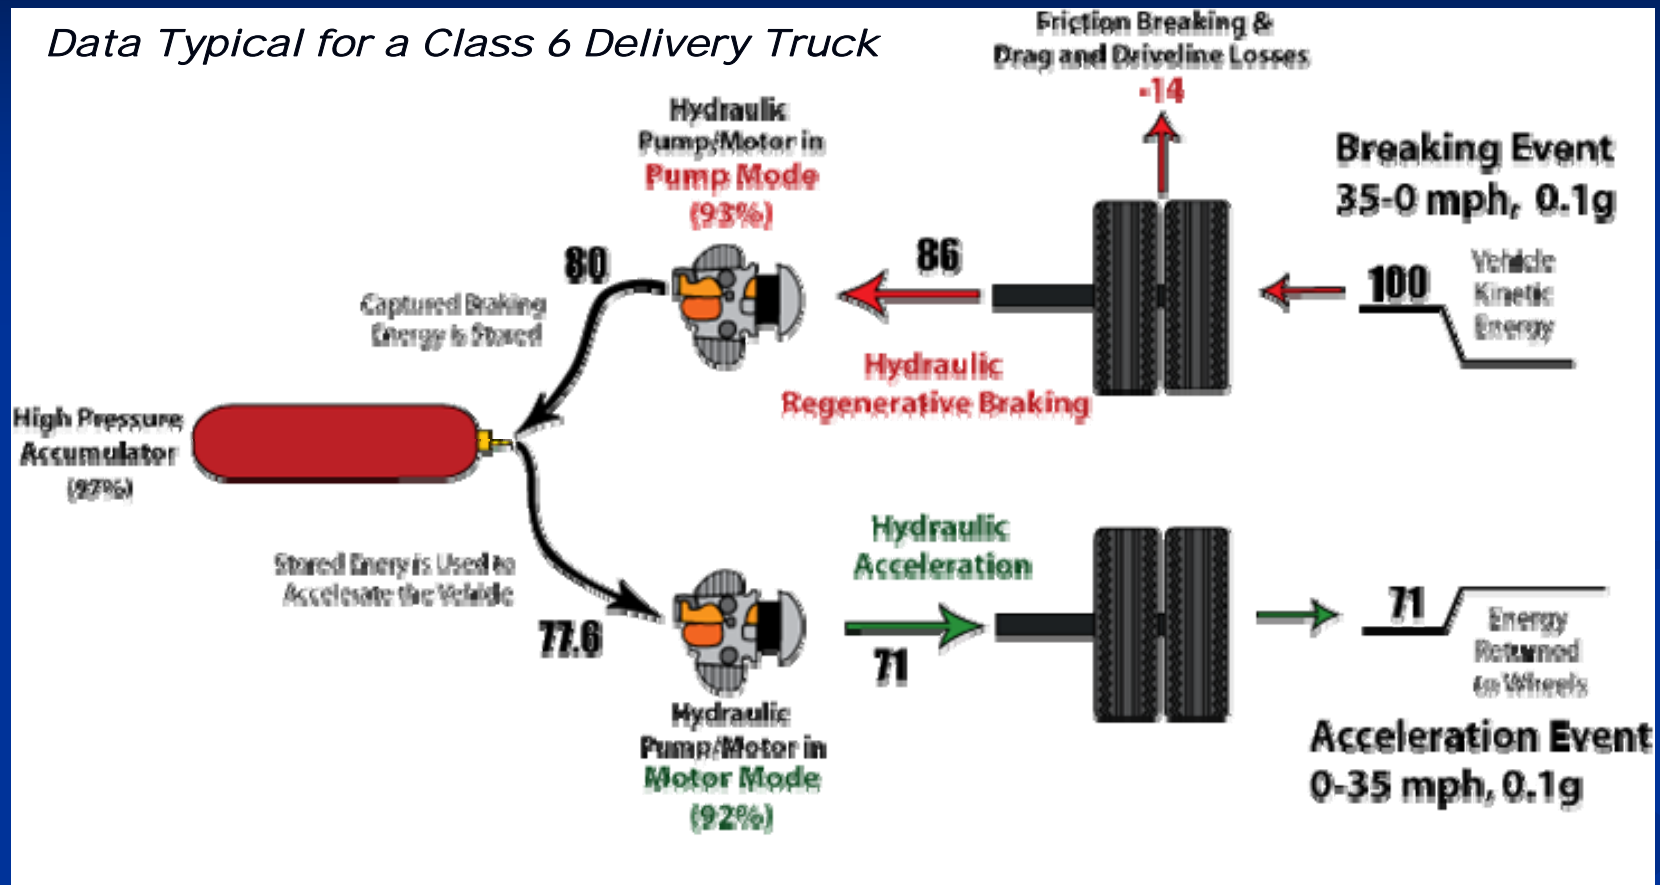 Data Typical for a Class 6 Delivery Truck
Friction Breaking &
Drag and Driveline Losses
-14
Hydraulic
Pump/Motor in
Pump Mode
(93%)
Breaking Event
35-0 mph, 0.1g
80
86
100
Vehicle
Kinetic
Energy
Captured Braking
Energy is Stored
Hydraulic
Regenerative Braking
High Pressure
Accumulator
(97%)
Stored Enery is Used to
Accelerate the Vehicle
77.6
Hydraulic
Acceleration
71
71
Energy
Returned
to Wheels
Hydraulic
Pump/Motor in
Motor Mode
(92%)
Acceleration Event
0-35 mph, 0.1g